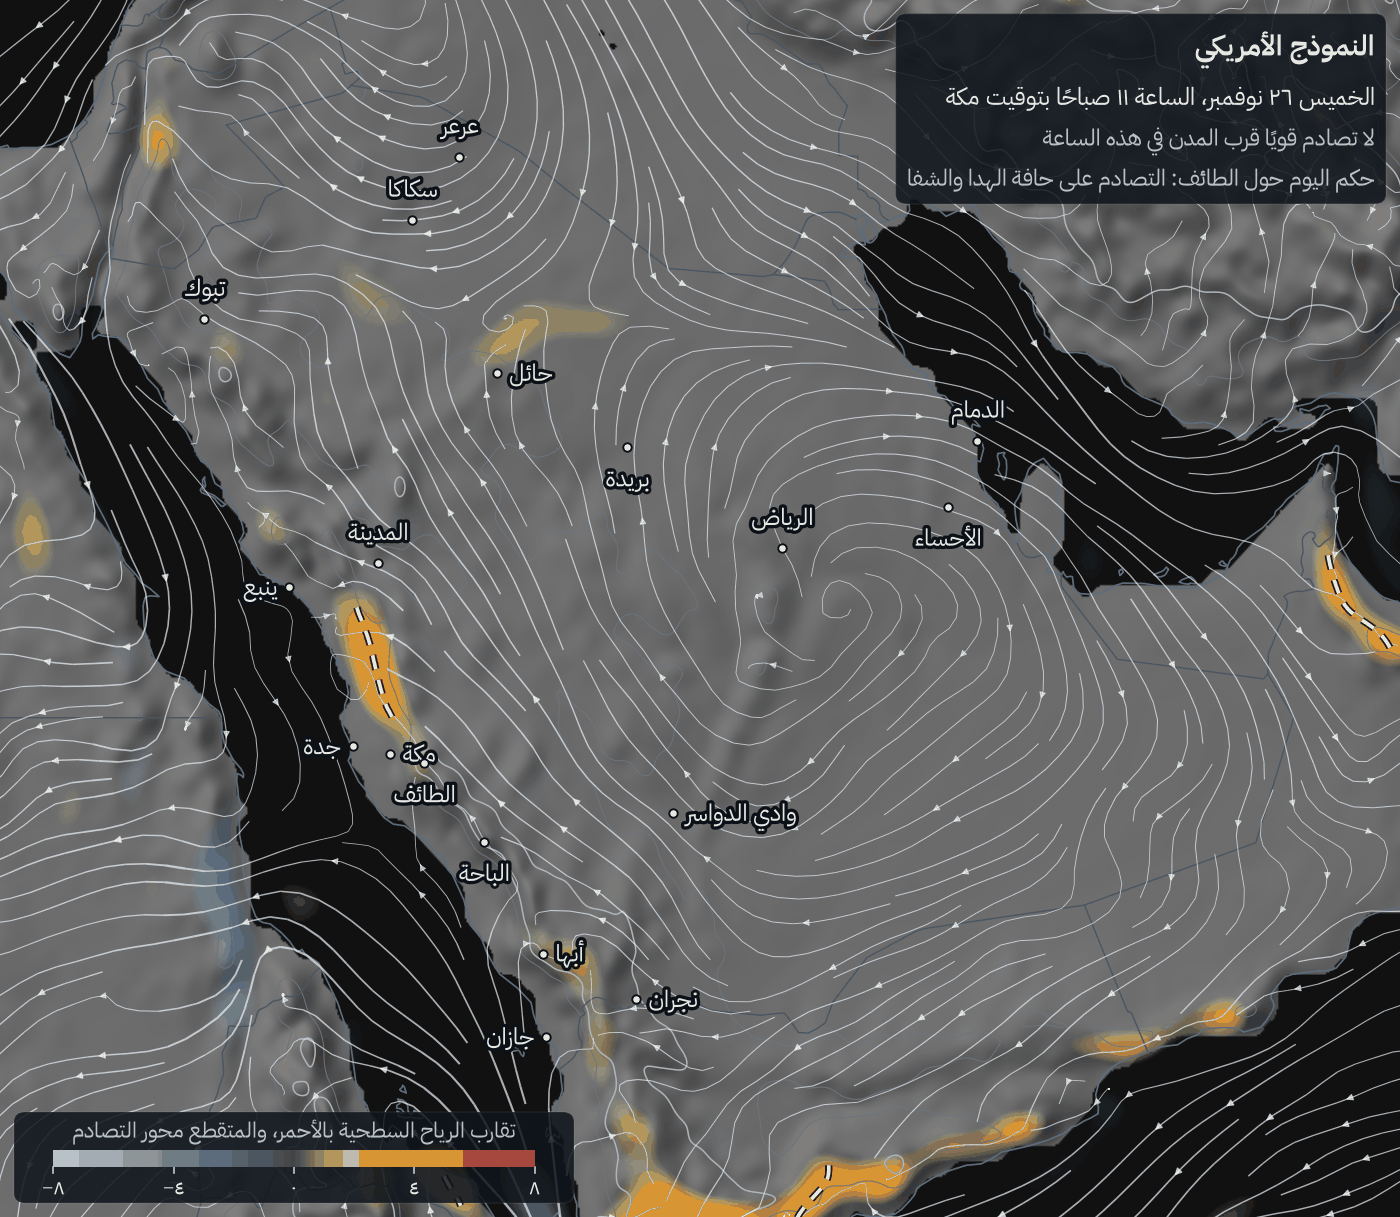 النموذج الأمريكي
الخميس ٢٦ نوفمبر، الساعة ١١ صباحًا بتوقيت مكة
لا تصادم قويًا قرب المدن في هذه الساعة
حكم اليوم حول الطائف: التصادم على حافة الهدا والشفا
عرعر
سكاكا
تبوك
حائل
الدمام
بريدة
الرياض
الأحساء
المدينة
ينبع
جدة
مكة
الطائف
وادي الدواسر
الباحة
أبها
نجران
جازان
تقارب الرياح السطحية بالأحمر، والمتقطع محور التصادم
−٨ −٤ ٠ ٤ ٨